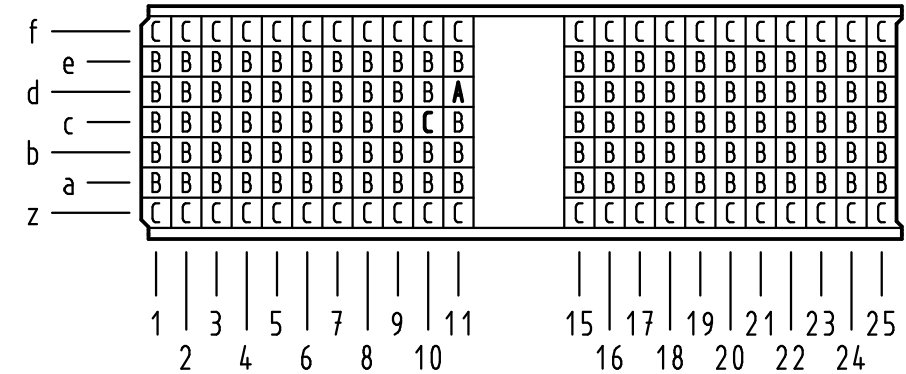 f C C C C C C C C C C C C C C C C C C C C C C
e B B B B B B B B B B B B B B B B B B B B B B
d B B B B B B B B B B A B B B B B B B B B B B
c B B B B B B B B B C B B B B B B B B B B B B
b B B B B B B B B B B B B B B B B B B B B B B
a B B B B B B B B B B B B B B B B B B B B B B
z C C C C C C C C C C C C C C C C C C C C C C
1 3 5 7 9 11 15 17 19 21 23 25
2 4 6 8 10 16 18 20 22 24